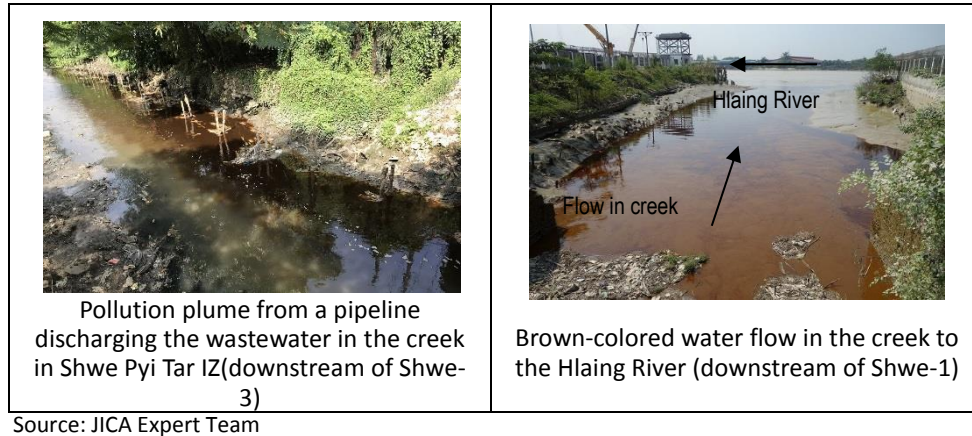 Hlaing River
Flow in creek
Pollution plume from a pipeline
discharging the wastewater in the creek
in Shwe Pyi Tar IZ(downstream of Shwe-
3)
Brown-colored water flow in the creek to
the Hlaing River (downstream of Shwe-1)
Source: JICA Expert Team